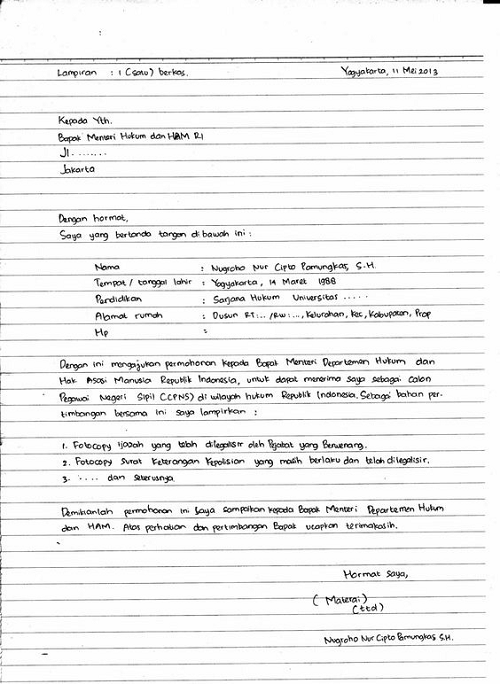 Lampiran : 1 (satu) berkas. Yogyakarta, 11 Mei 2013
Kepada Yth.
Bapak Menteri Hukum dan HAM RI
Jl. .......
Jakarta
Dengan hormat,
Saya yang bertanda tangan dibawah ini :
Nama : Nugroho Nur Cipto Pamungkas, S.H.
Tempat / tanggal lahir : Yogyakarta, 14 Maret 1988
Pendidikan : Sarjana Hukum Universitas .....
Alamat rumah : Dusun RT:... /RW:..., Kelurahan, Kec, Kabupaten, Prop
Hp :
Dengan ini mengajukan permohonan kepada Bapak Menteri Departemen Hukum dan
Hak Asasi Manusia Republik Indonesia, untuk dapat menerima saya sebagai Calon
Pegawai Negeri Sipil (CPNS) di wilayah hukum Republik Indonesia. Sebagai bahan per-
timbangan bersama ini saya lampirkan :
1. Fotocopy Ijazah yang telah dilegalisir oleh Pejabat yang Berwenang.
2. Fotocopy Surat Keterangan Kepolisian yang masih berlaku dan telah dilegalisir.
3. .... dan seterusnya.
Demikianlah permohonan ini saya sampaikan kepada Bapak Menteri Departemen Hukum
dan HAM. Atas perhatian dan pertimbangan Bapak ucapkan terimakasih.
Hormat Saya,
(Materai)
(ttd)
Nugroho Nur Cipto Pamungkas S.H.